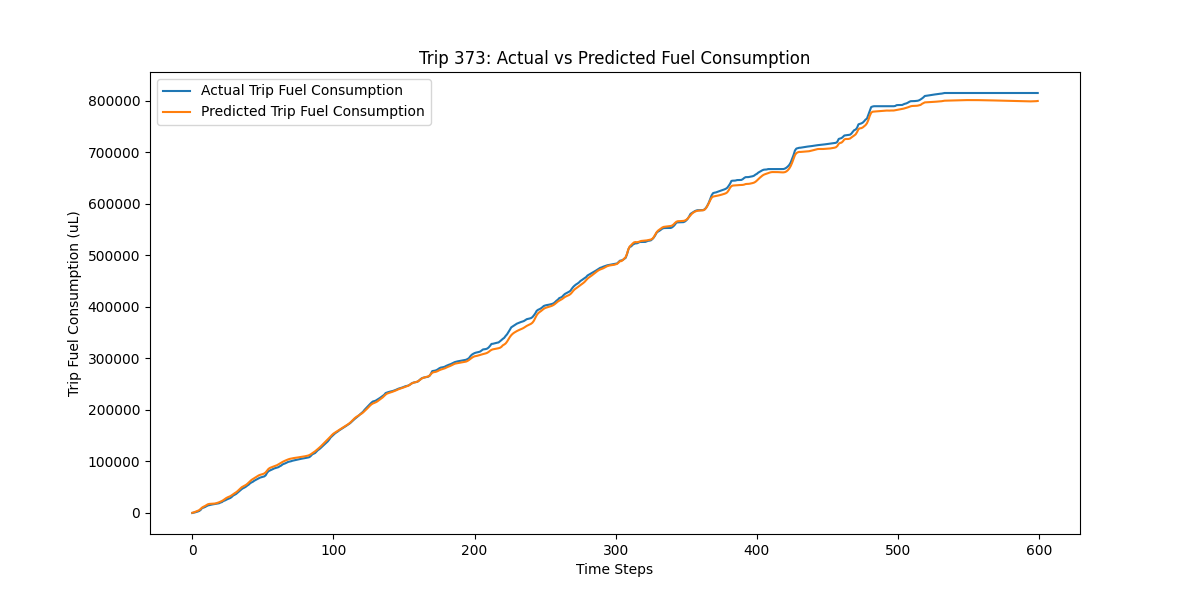 Trip 373: Actual vs Predicted Fuel Consumption
Actual Trip Fuel Consumption
Predicted Trip Fuel Consumption
Trip Fuel Consumption (uL)
800000
700000
600000
500000
400000
300000
200000
100000
0
0 100 200 300 400 500 600
Time Steps